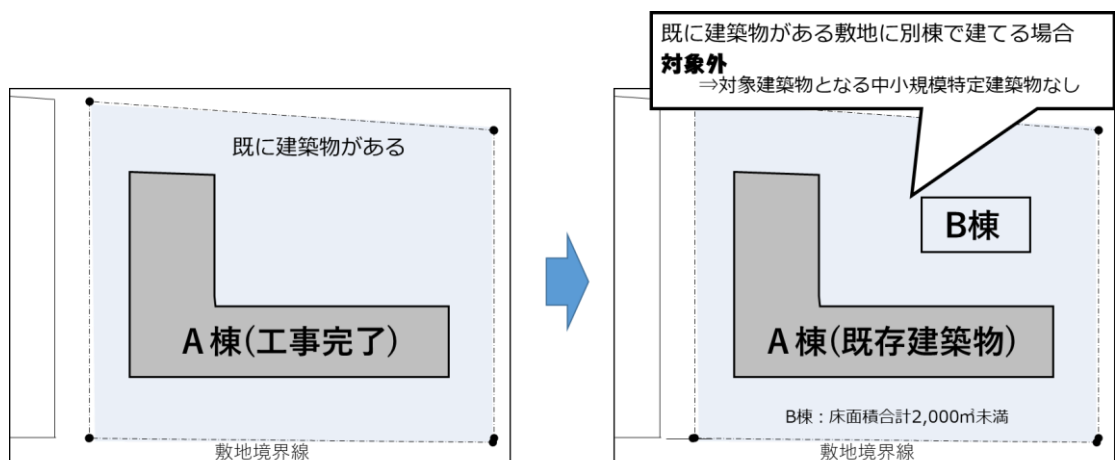 既に建築物がある
A棟(工事完了)
敷地境界線
既に建築物がある敷地に別棟で建てる場合
対象外
⇒対象建築物となる中小規模特定建築物なし
B棟
A棟(既存建築物)
B棟：床面積合計2,000㎡未満
敷地境界線